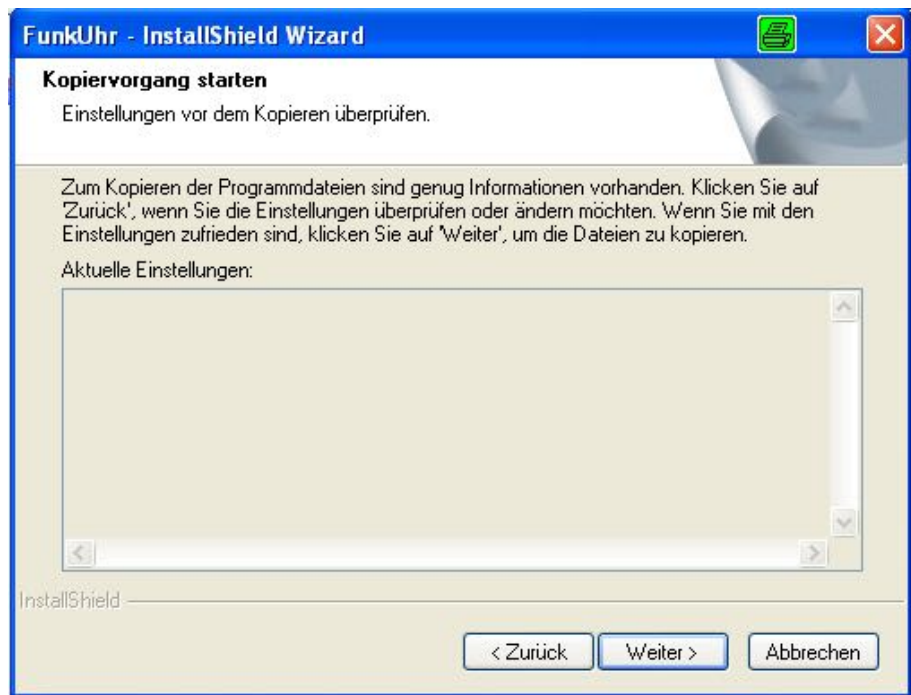 FunkUhr - InstallShield Wizard
Kopiervorgang starten
Einstellungen vor dem Kopieren überprüfen.
Zum Kopieren der Programmdateien sind genug Informationen vorhanden. Klicken Sie auf
'Zurück', wenn Sie die Einstellungen überprüfen oder ändern möchten. Wenn Sie mit den
Einstellungen zufrieden sind, klicken Sie auf 'Weiter', um die Dateien zu kopieren.
Aktuelle Einstellungen:
InstallShield
< Zurück Weiter > Abbrechen